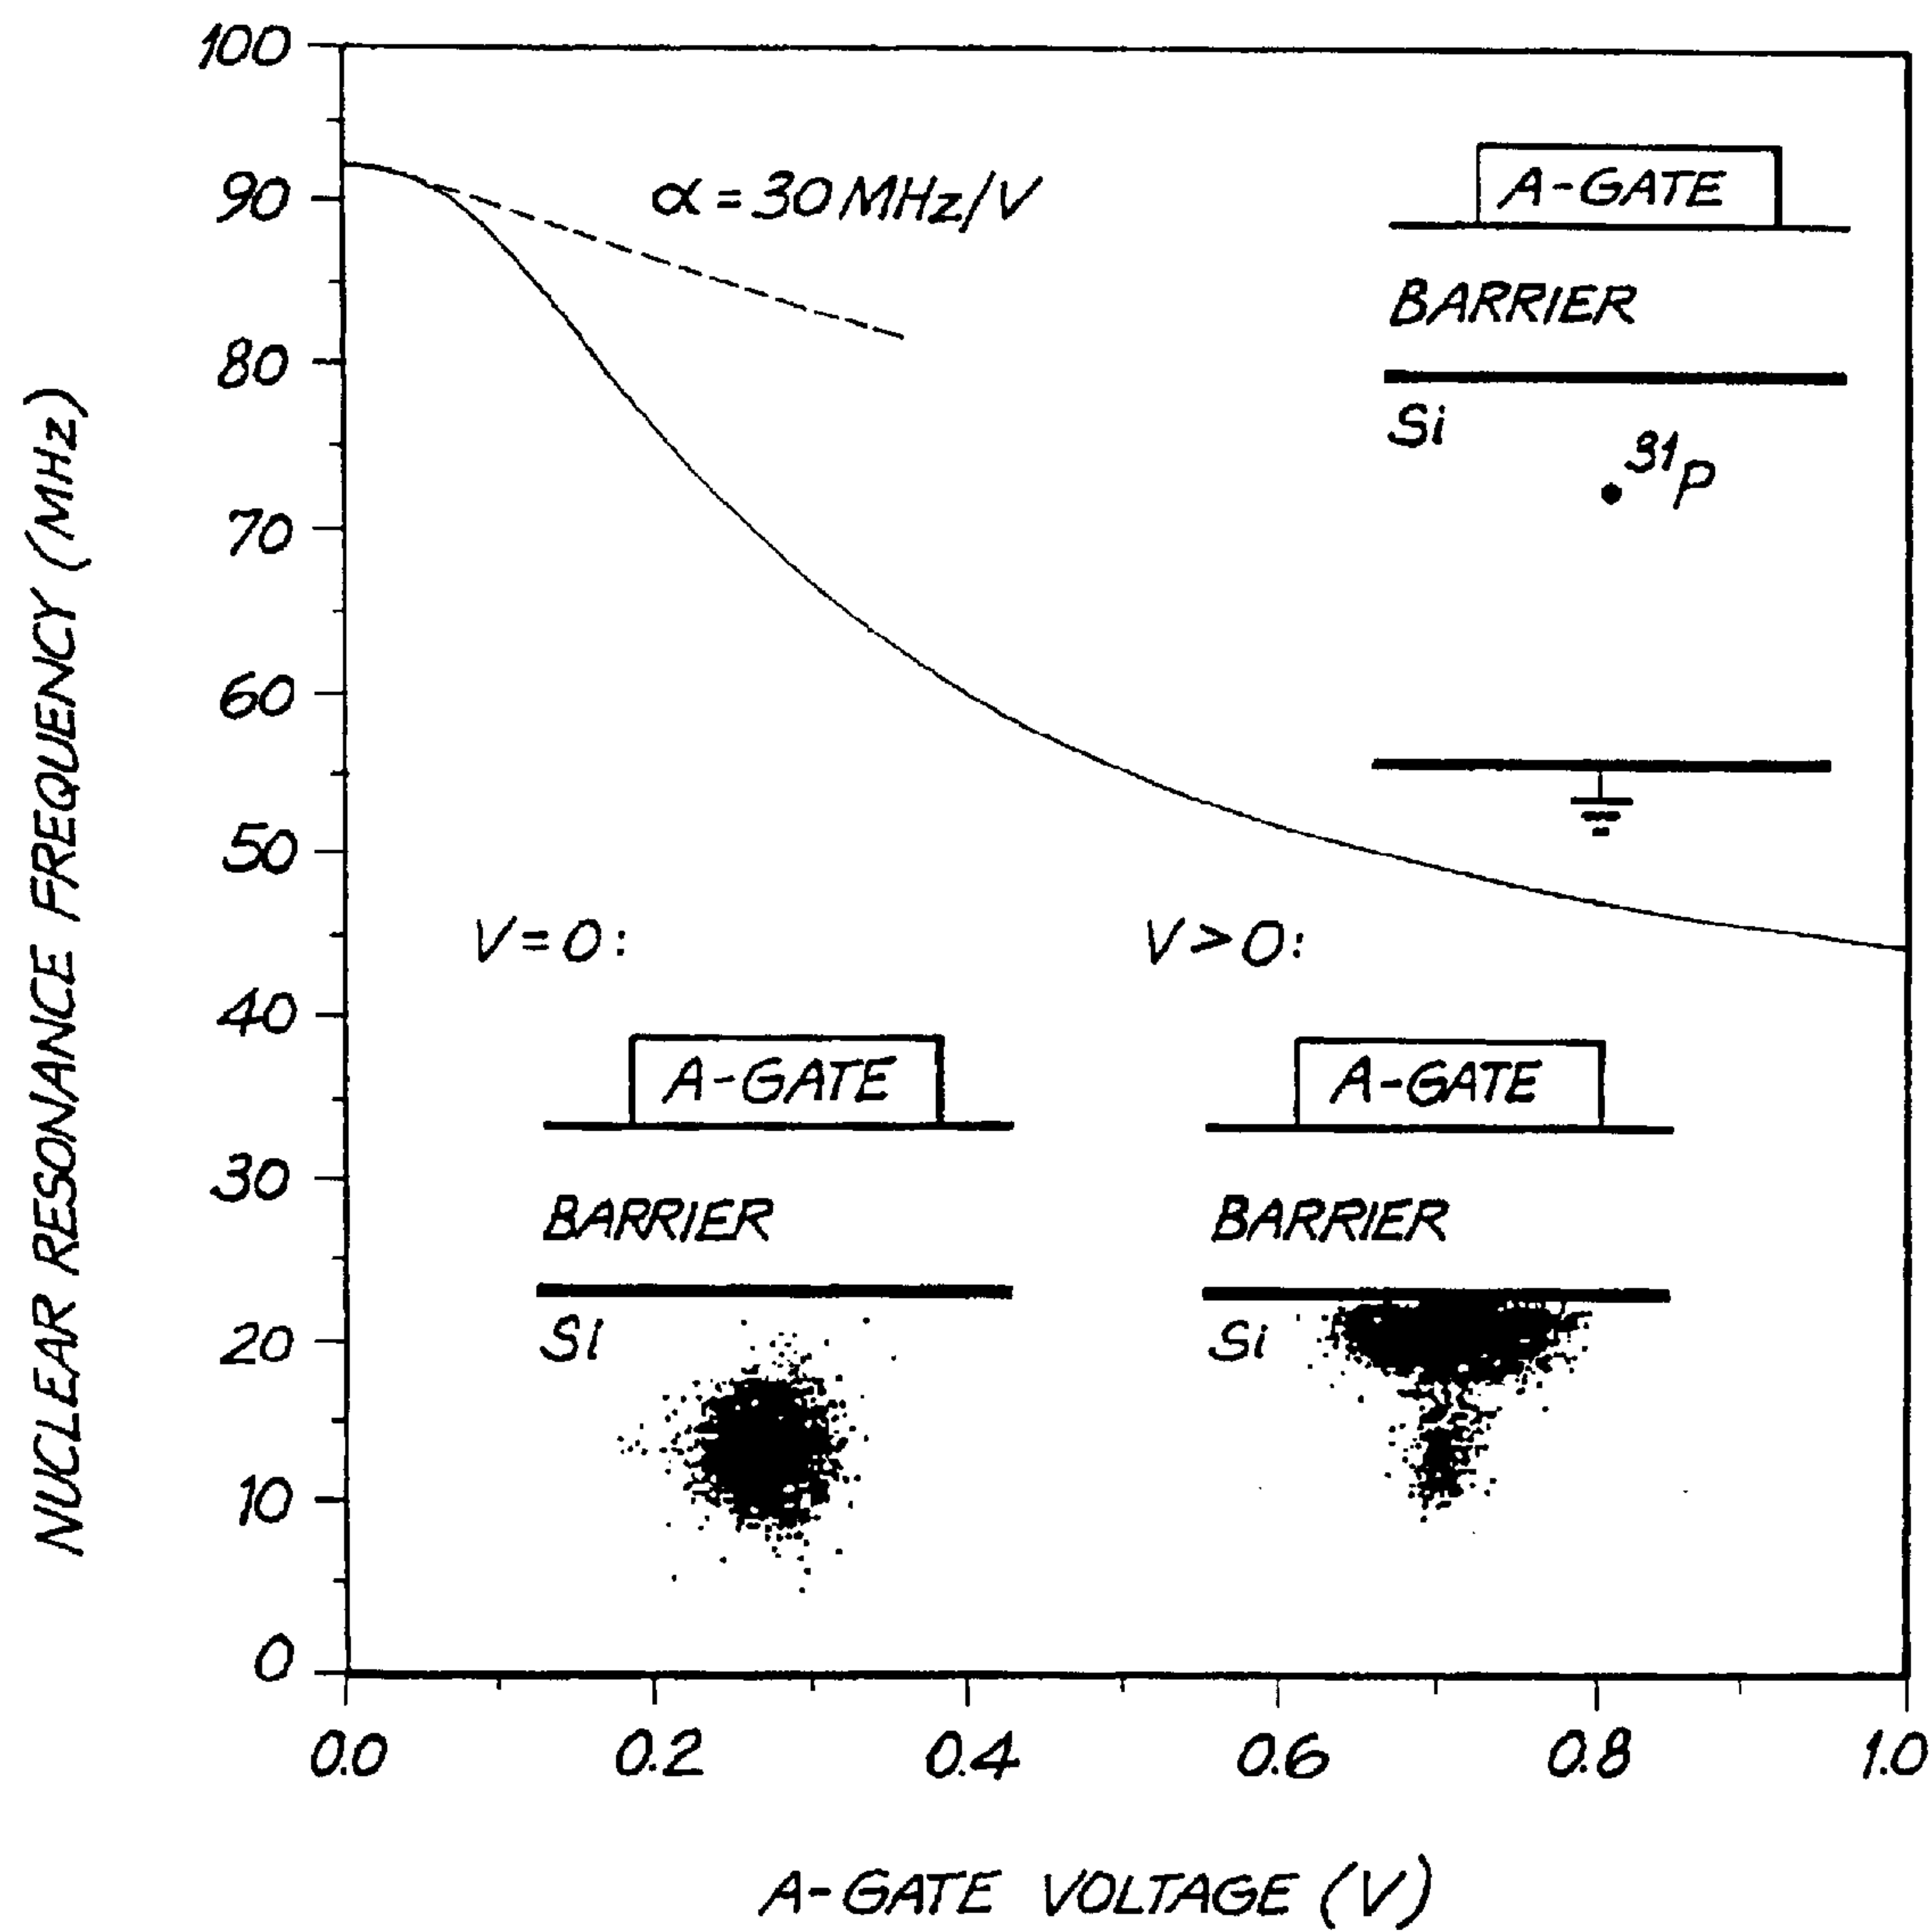 NUCLEAR RESONANCE FREQUENCY (MHz)
100
90
80
70
60
50
40
30
20
10
0
α = 30 MHz/V
A-GATE
BARRIER
Si
³¹P
V=0:
A-GATE
BARRIER
Si
V>0:
A-GATE
BARRIER
Si
0.0 0.2 0.4 0.6 0.8 1.0
A-GATE VOLTAGE (V)